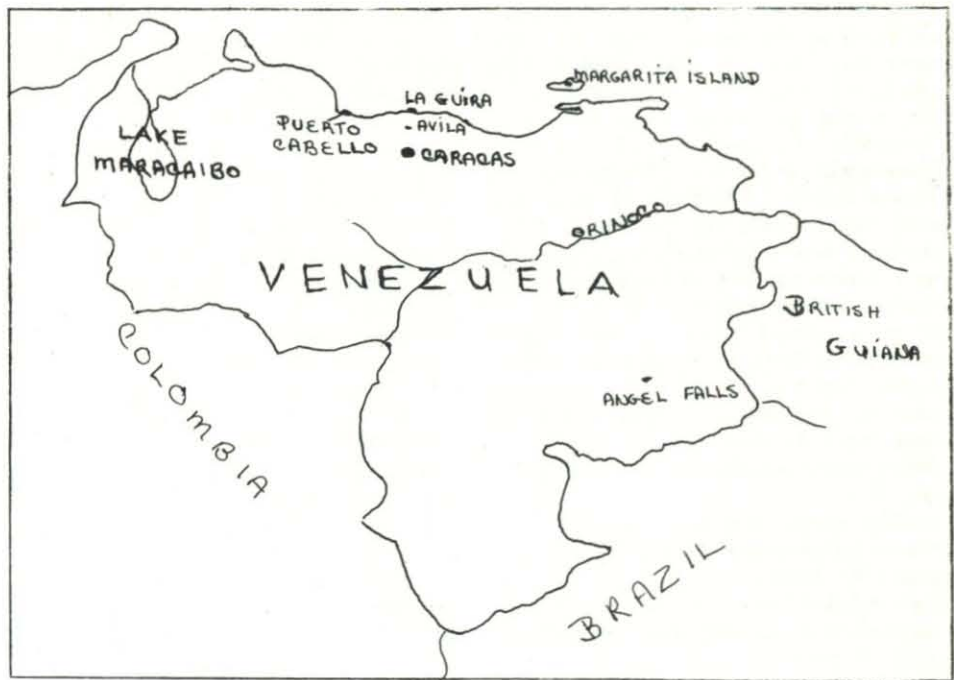 MARGARITA ISLAND
LA GUIRA
PUERTO
CABELLO
- AVILA
CARACAS
LAKE
MARACAIBO
ORINOCO
VENEZUELA
BRITISH
GUIANA
COLOMBIA
ANGEL FALLS
BRAZIL